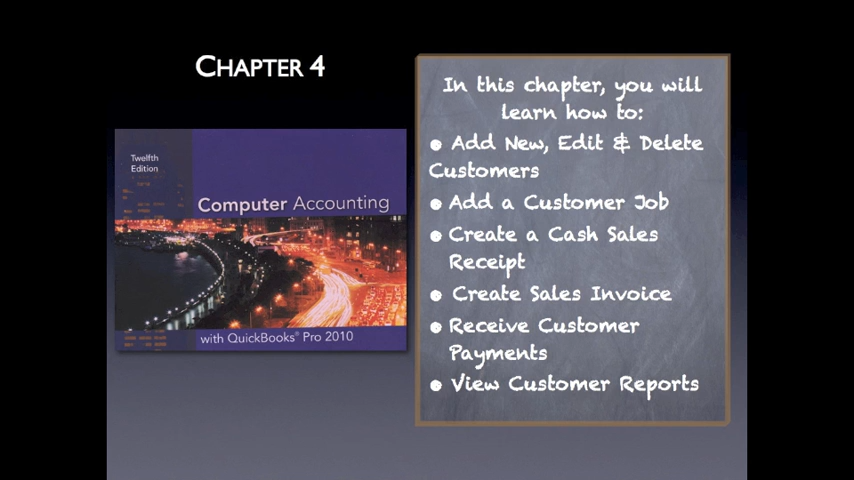 CHAPTER 4
Twelfth
Edition
Computer Accounting
with QuickBooks® Pro 2010
In this chapter, you will
learn how to:
• Add New, Edit & Delete
Customers
• Add a Customer Job
• Create a Cash Sales
Receipt
• Create Sales Invoice
• Receive Customer
Payments
• View Customer Reports